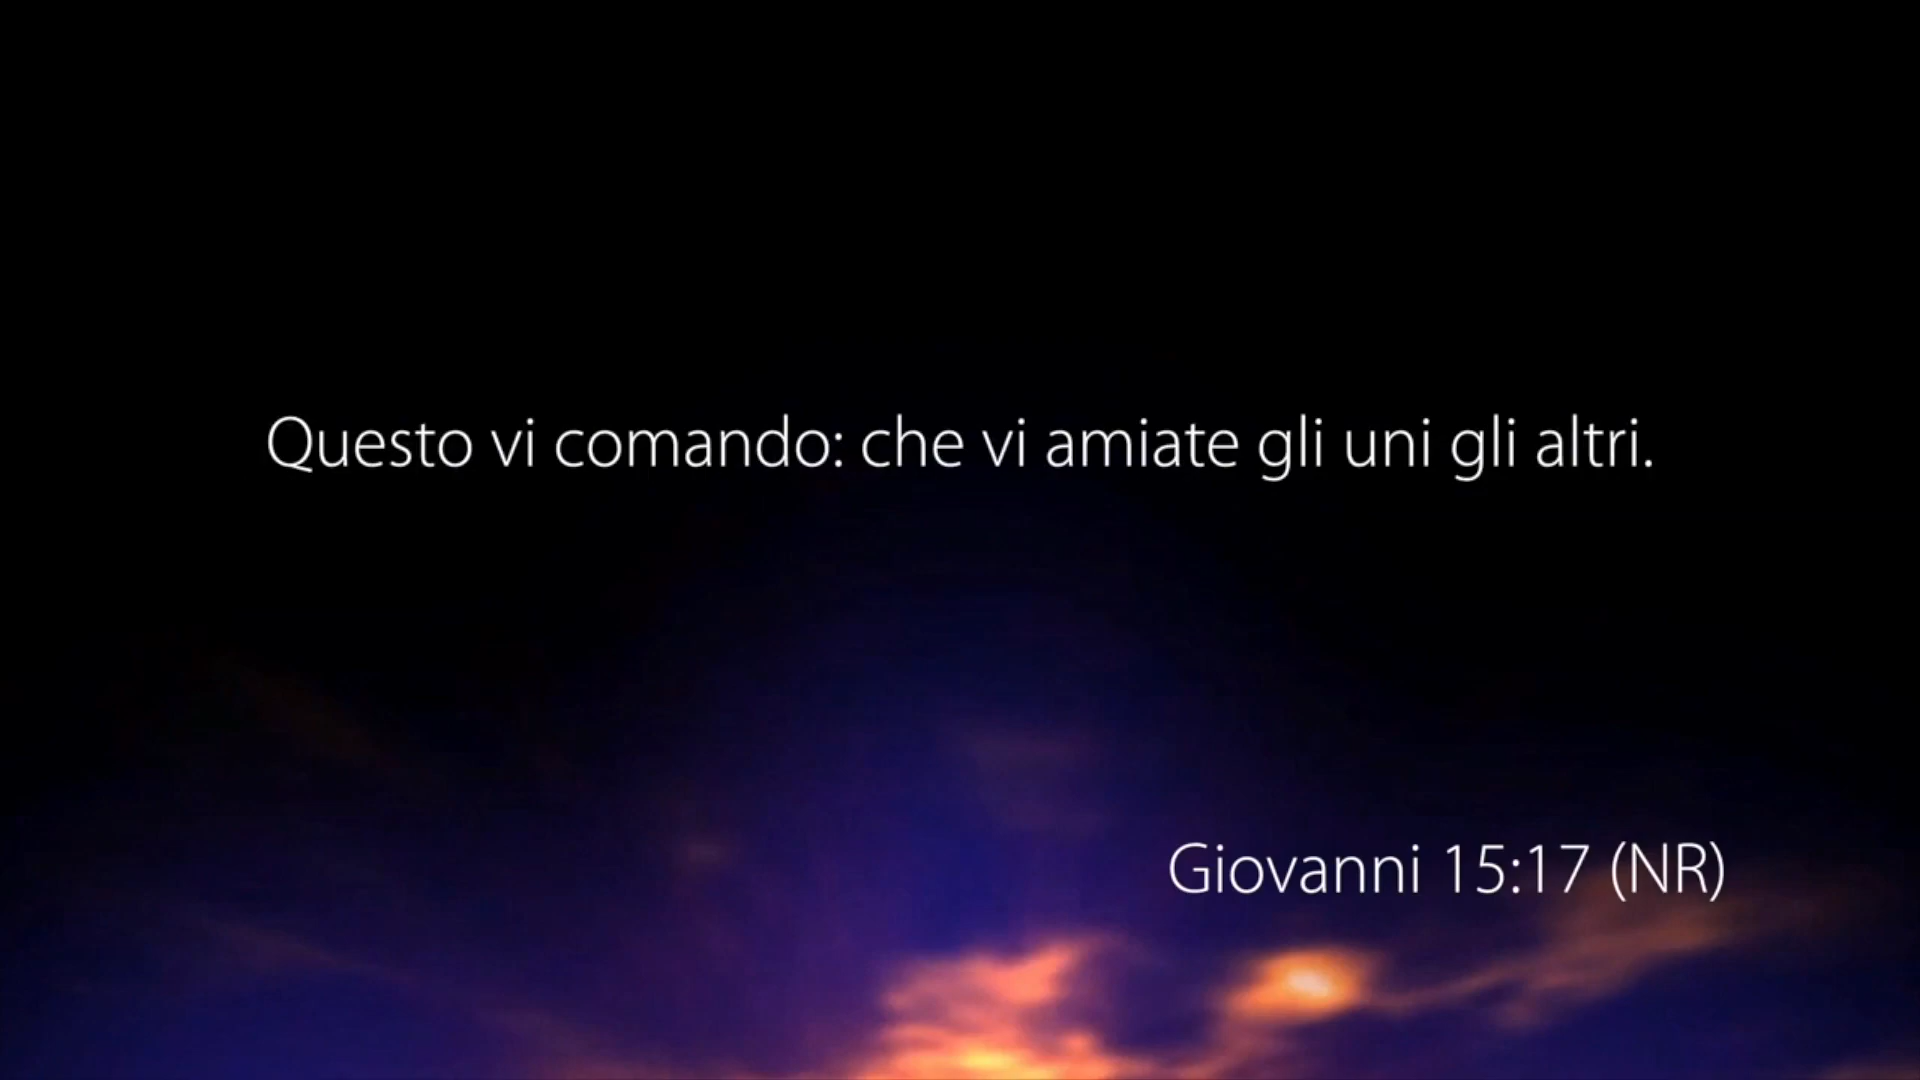 Questo vi comando: che vi amiate gli uni gli altri.
Giovanni 15:17 (NR)